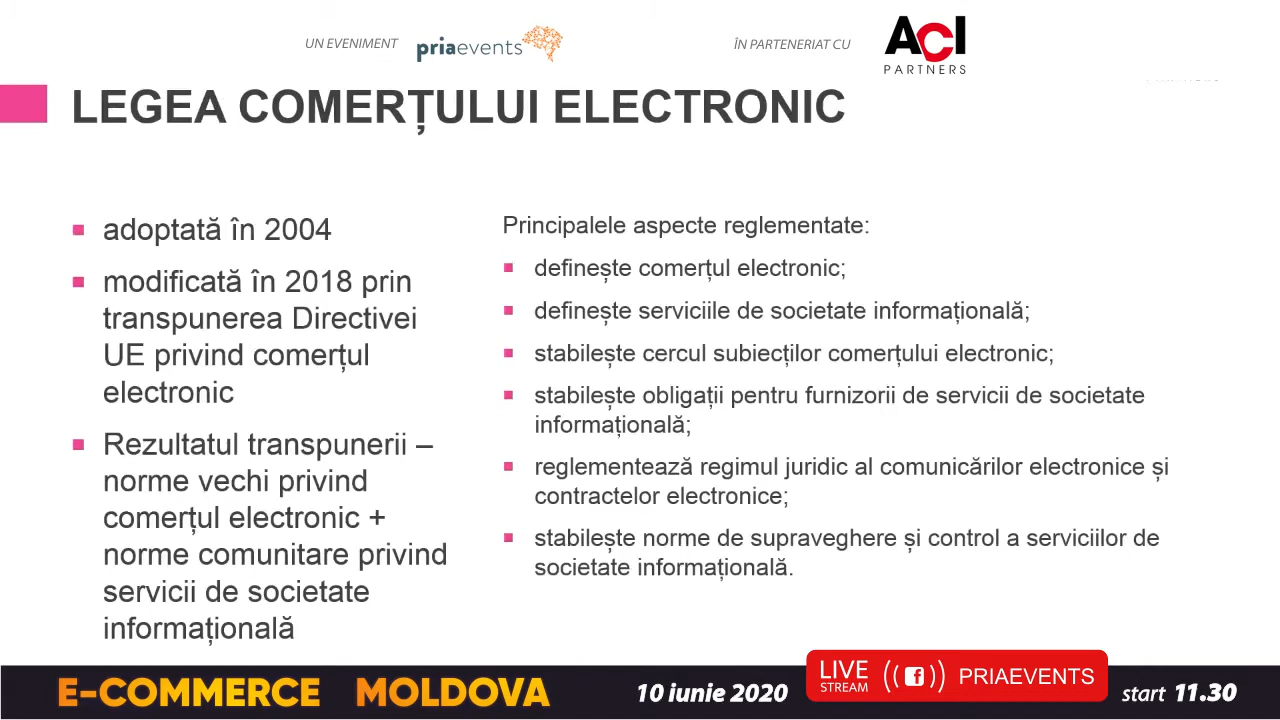 UN EVENIMENT priaevents ÎN PARTENERIAT CU ACI
PARTNERS
LEGEA COMERȚULUI ELECTRONIC
adoptată în 2004
modificată în 2018 prin
transpunerea Directivei
UE privind comerțul
electronic
Rezultatul transpunerii –
norme vechi privind
comerțul electronic +
norme comunitare privind
servicii de societate
informațională
Principalele aspecte reglementate:
definește comerțul electronic;
definește serviciile de societate informațională;
stabilește cercul subiecților comerțului electronic;
stabilește obligații pentru furnizorii de servicii de societate
informațională;
reglementează regimul juridic al comunicărilor electronice și
contractelor electronice;
stabilește norme de supraveghere și control a serviciilor de
societate informațională.
E-COMMERCE MOLDOVA
10 iunie 2020
LIVE
STREAM
PRIAEVENTS
start 11.30